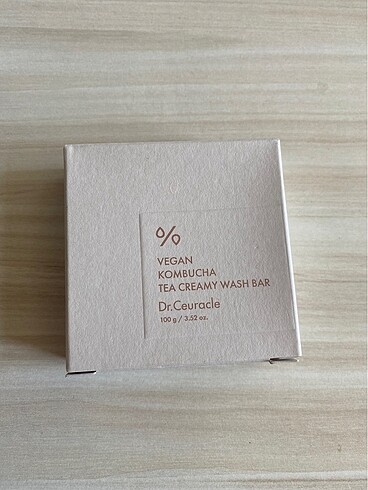 VEGAN
KOMBUCHA
TEA CREAMY WASH BAR
Dr.Ceuracle
100 g / 3.52 oz.